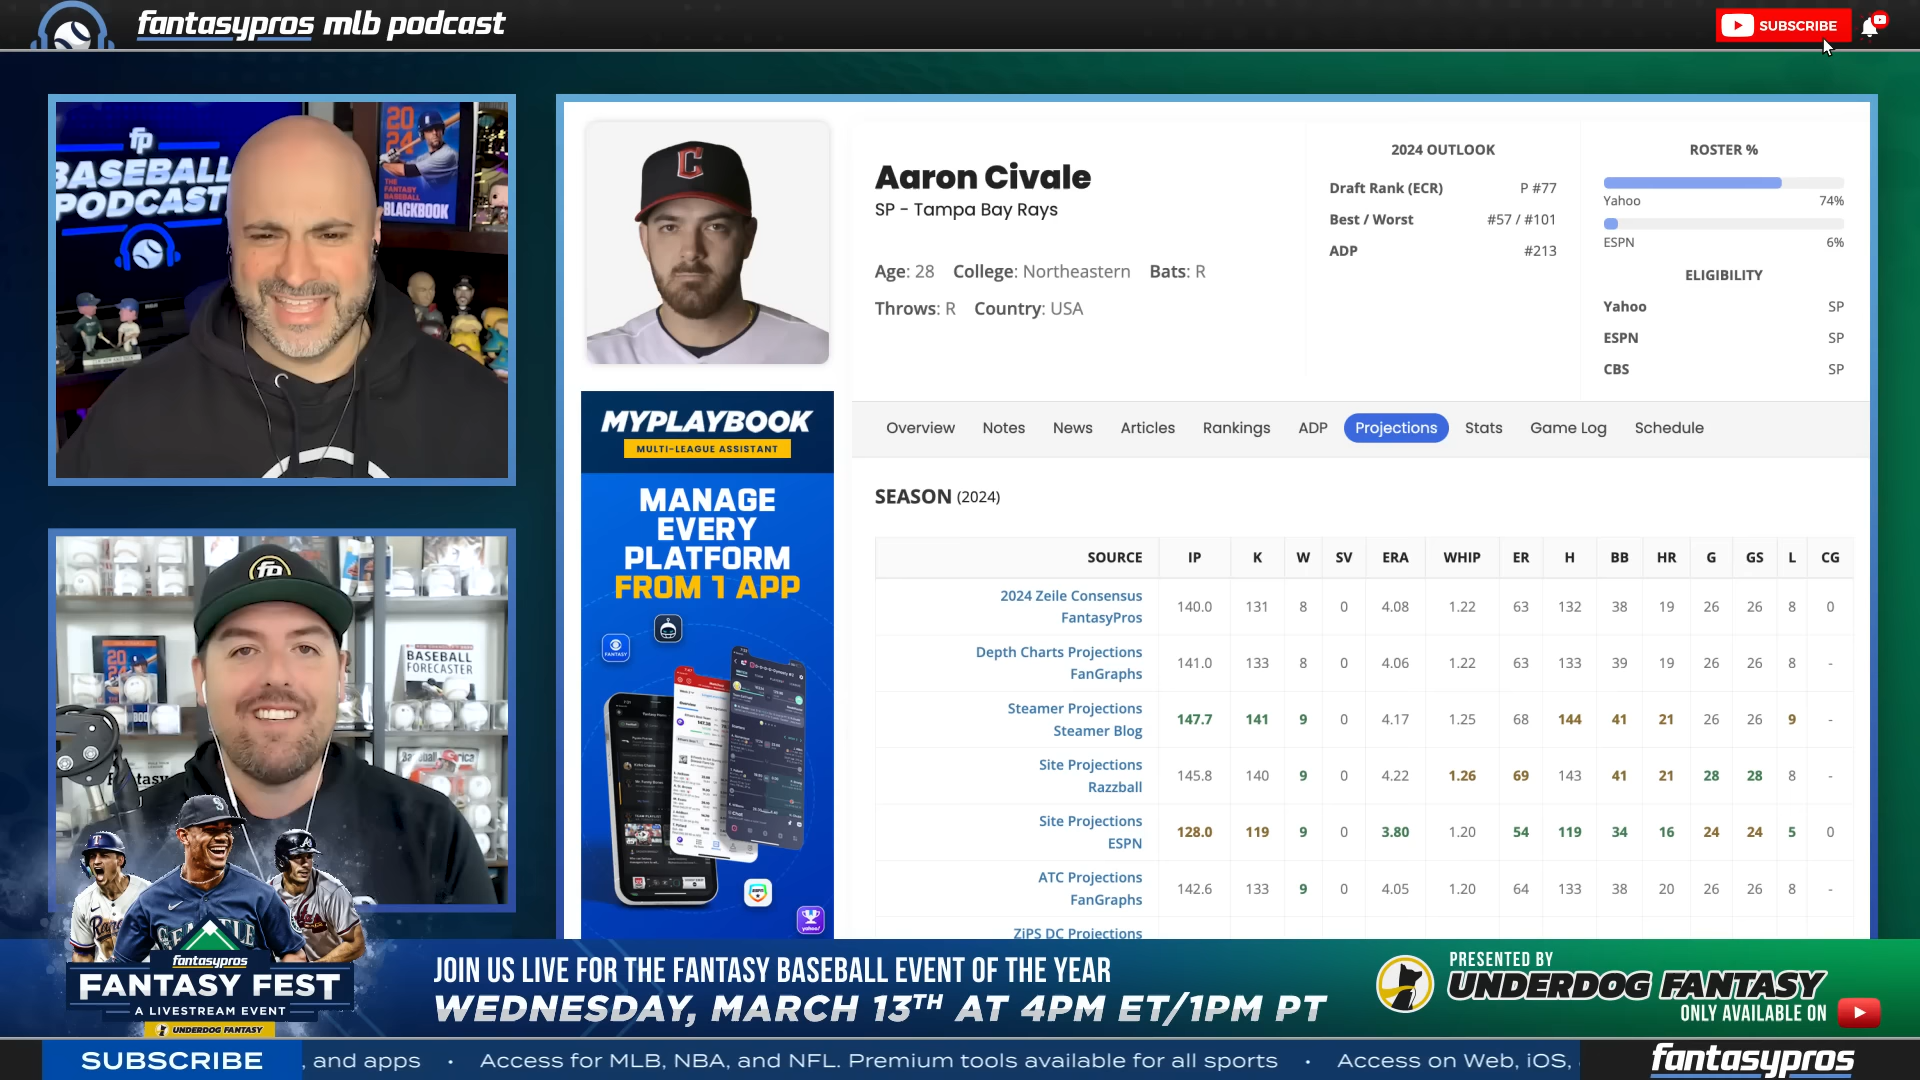 fantasypros mlb podcast
SUBSCRIBE
fp
BASEBALL
PODCAST
2024
THE
FANTASY
BASEBALL
BLACKBOOK
C
Aaron Civale
SP - Tampa Bay Rays
Age: 28 College: Northeastern Bats: R
Throws: R Country: USA
2024 OUTLOOK
Draft Rank (ECR) P #77
Best / Worst #57 / #101
ADP #213
ROSTER %
Yahoo 74%
ESPN 6%
ELIGIBILITY
Yahoo SP
ESPN SP
CBS SP
MYPLAYBOOK
MULTI-LEAGUE ASSISTANT
MANAGE
EVERY
PLATFORM
FROM 1 APP
FANTASY
yahoo!
Overview Notes News Articles Rankings ADP Projections Stats Game Log Schedule
SEASON (2024)
SOURCE IP K W SV ERA WHIP ER H BB HR G GS L CG
2024 Zeile Consensus
FantasyPros 140.0 131 8 0 4.08 1.22 63 132 38 19 26 26 8 0
Depth Charts Projections
FanGraphs 141.0 133 8 0 4.06 1.22 63 133 39 19 26 26 8 -
Steamer Projections
Steamer Blog 147.7 141 9 0 4.17 1.25 68 144 41 21 26 26 9 -
Site Projections
Razzball 145.8 140 9 0 4.22 1.26 69 143 41 21 28 28 8 -
Site Projections
ESPN 128.0 119 9 0 3.80 1.20 54 119 34 16 24 24 5 0
ATC Projections
FanGraphs 142.6 133 9 0 4.05 1.20 64 133 38 20 26 26 8 -
ZiPS DC Projections
fp
20
BASEBALL
FORECASTER
Baseball America
SEATTLE
fantasypros
FANTASY FEST
A LIVESTREAM EVENT
UNDERDOG FANTASY
JOIN US LIVE FOR THE FANTASY BASEBALL EVENT OF THE YEAR
WEDNESDAY, MARCH 13TH AT 4PM ET/1PM PT
PRESENTED BY
UNDERDOG FANTASY
ONLY AVAILABLE ON
SUBSCRIBE
, and apps · Access for MLB, NBA, and NFL. Premium tools available for all sports · Access on Web, iOS,
fantasypros